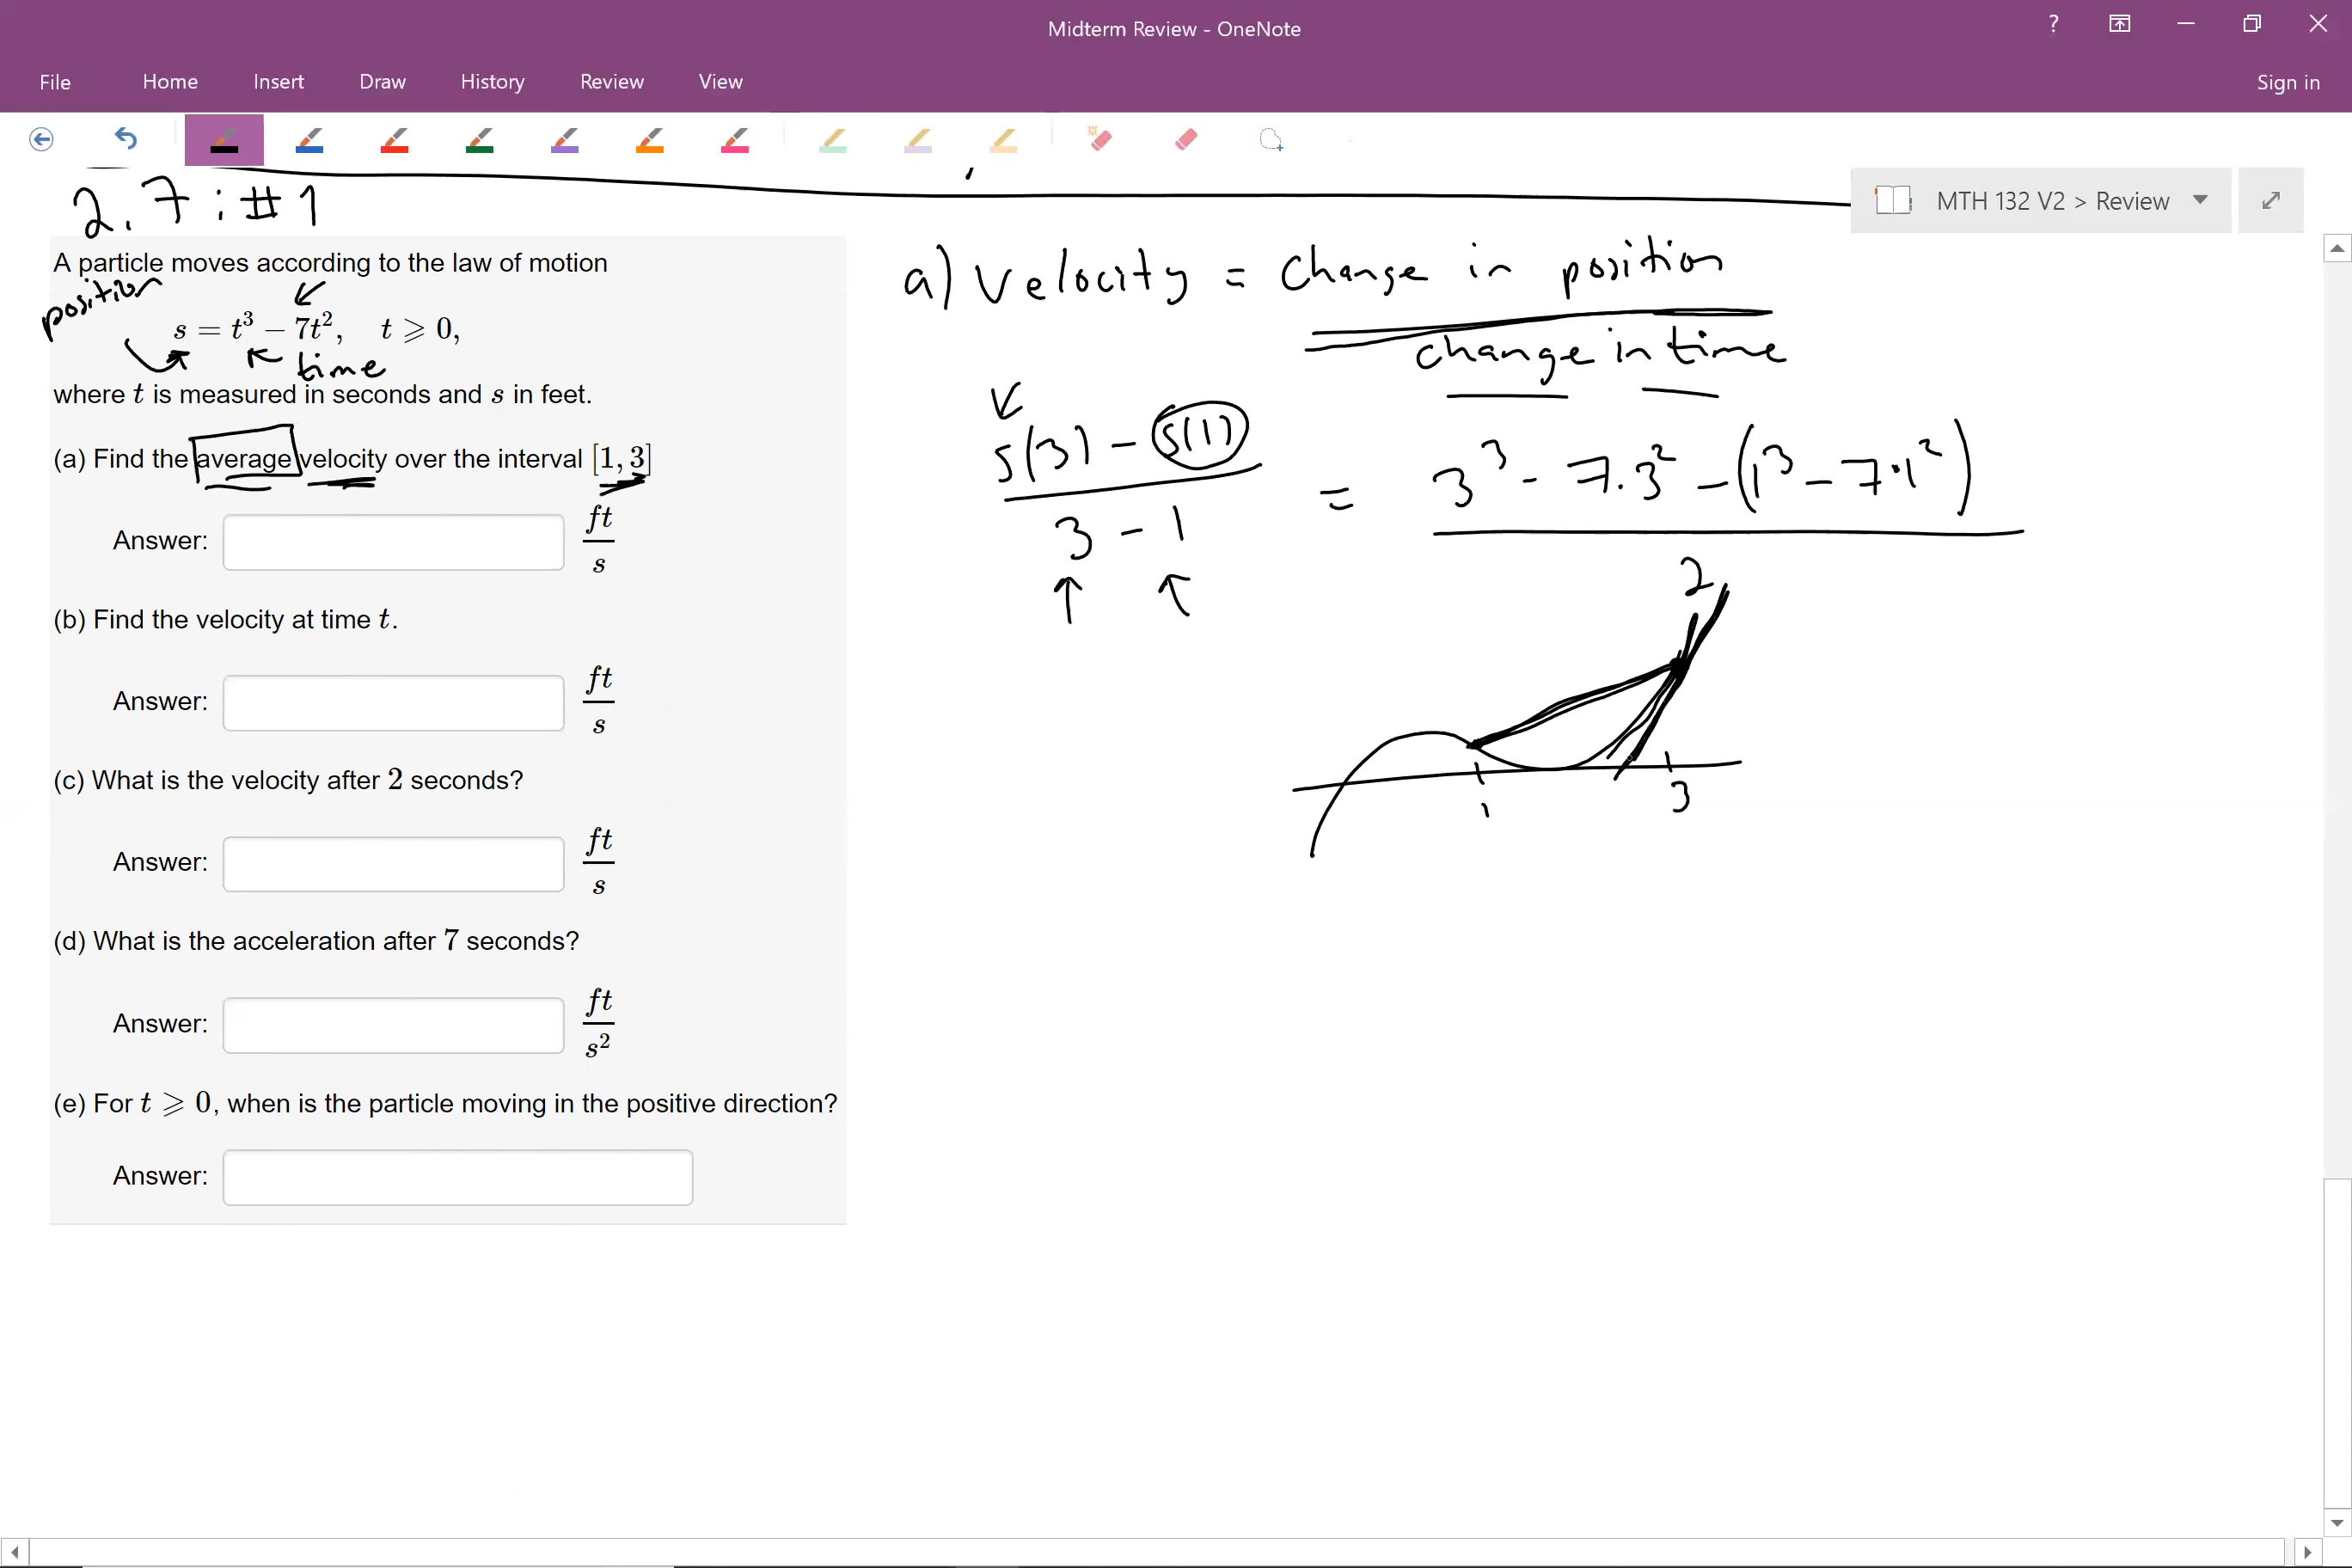 Midterm Review - OneNote
?
File Home Insert Draw History Review View Sign in
MTH 132 V2 > Review
2.7 : #1
A particle moves according to the law of motion
position
s = t³ − 7t², t ⩾ 0,
time
where t is measured in seconds and s in feet.
(a) Find the average velocity over the interval [1, 3]
Answer: ft/s
(b) Find the velocity at time t.
Answer: ft/s
(c) What is the velocity after 2 seconds?
Answer: ft/s
(d) What is the acceleration after 7 seconds?
Answer: ft/s²
(e) For t ⩾ 0, when is the particle moving in the positive direction?
Answer:
a) Velocity = change in position
change in time
s(3) − s(1)
3 − 1
= 3³ − 7·3² − (1³ − 7·1²)
2
1 3